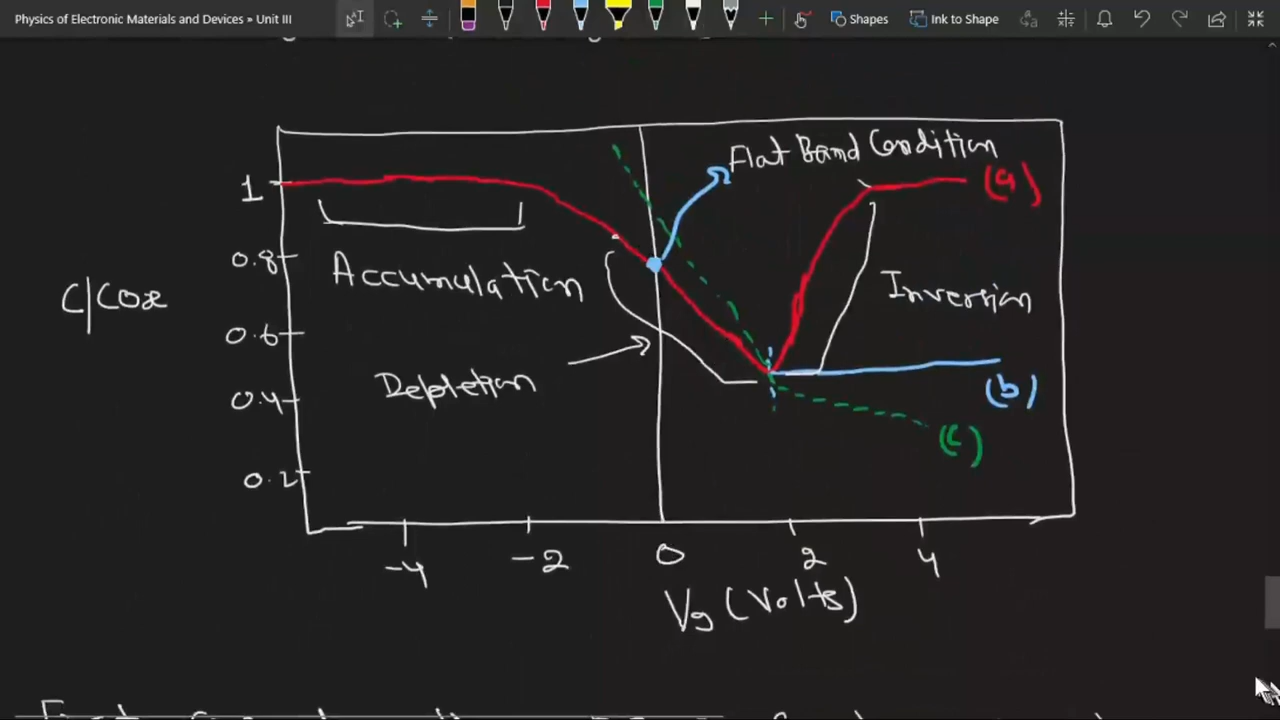 Physics of Electronic Materials and Devices » Unit III
Shapes
Ink to Shape
Flat Band Condition
1
(a)
0.8
Accumulation
Inversion
C/Cox
0.6
Depletion
(b)
0.4
(c)
0.2
-4
-2
0
2
4
Vg (Volts)